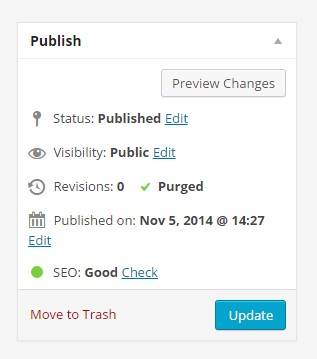 Publish
Preview Changes
Status: Published Edit
Visibility: Public Edit
Revisions: 0 Purged
Published on: Nov 5, 2014 @ 14:27
Edit
SEO: Good Check
Move to Trash Update